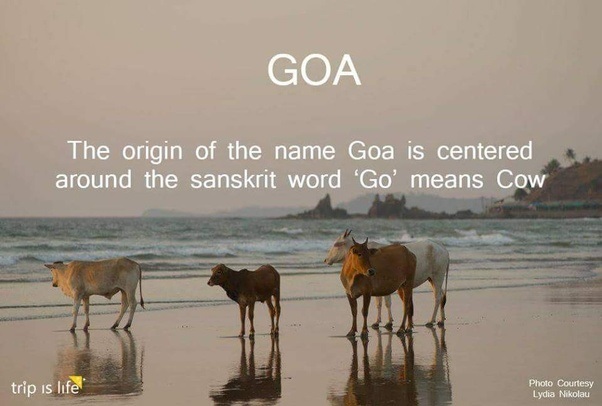 GOA
The origin of the name Goa is centered
around the sanskrit word ‘Go’ means Cow
trip is life
Photo Courtesy
Lydia Nikolau